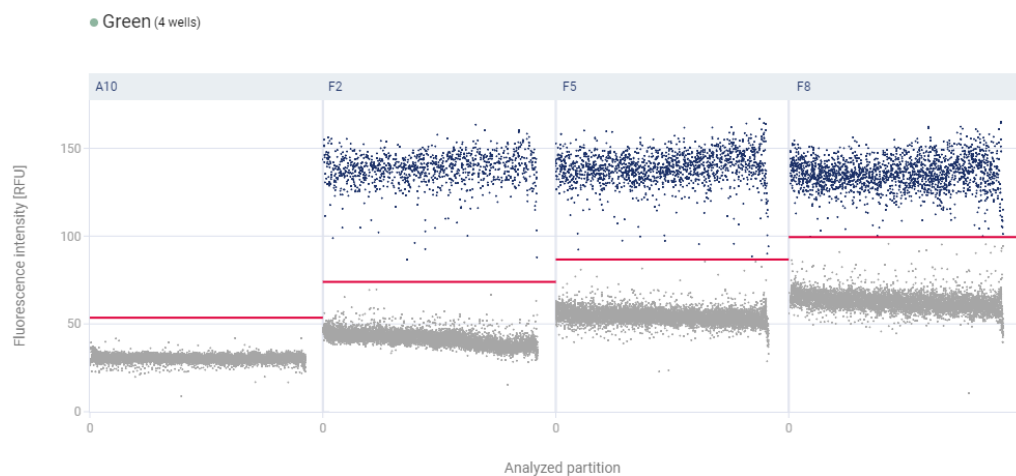 Green (4 wells)
A10 F2 F5 F8
Fluorescence intensity [RFU]
150
100
50
0
0 0 0 0
Analyzed partition